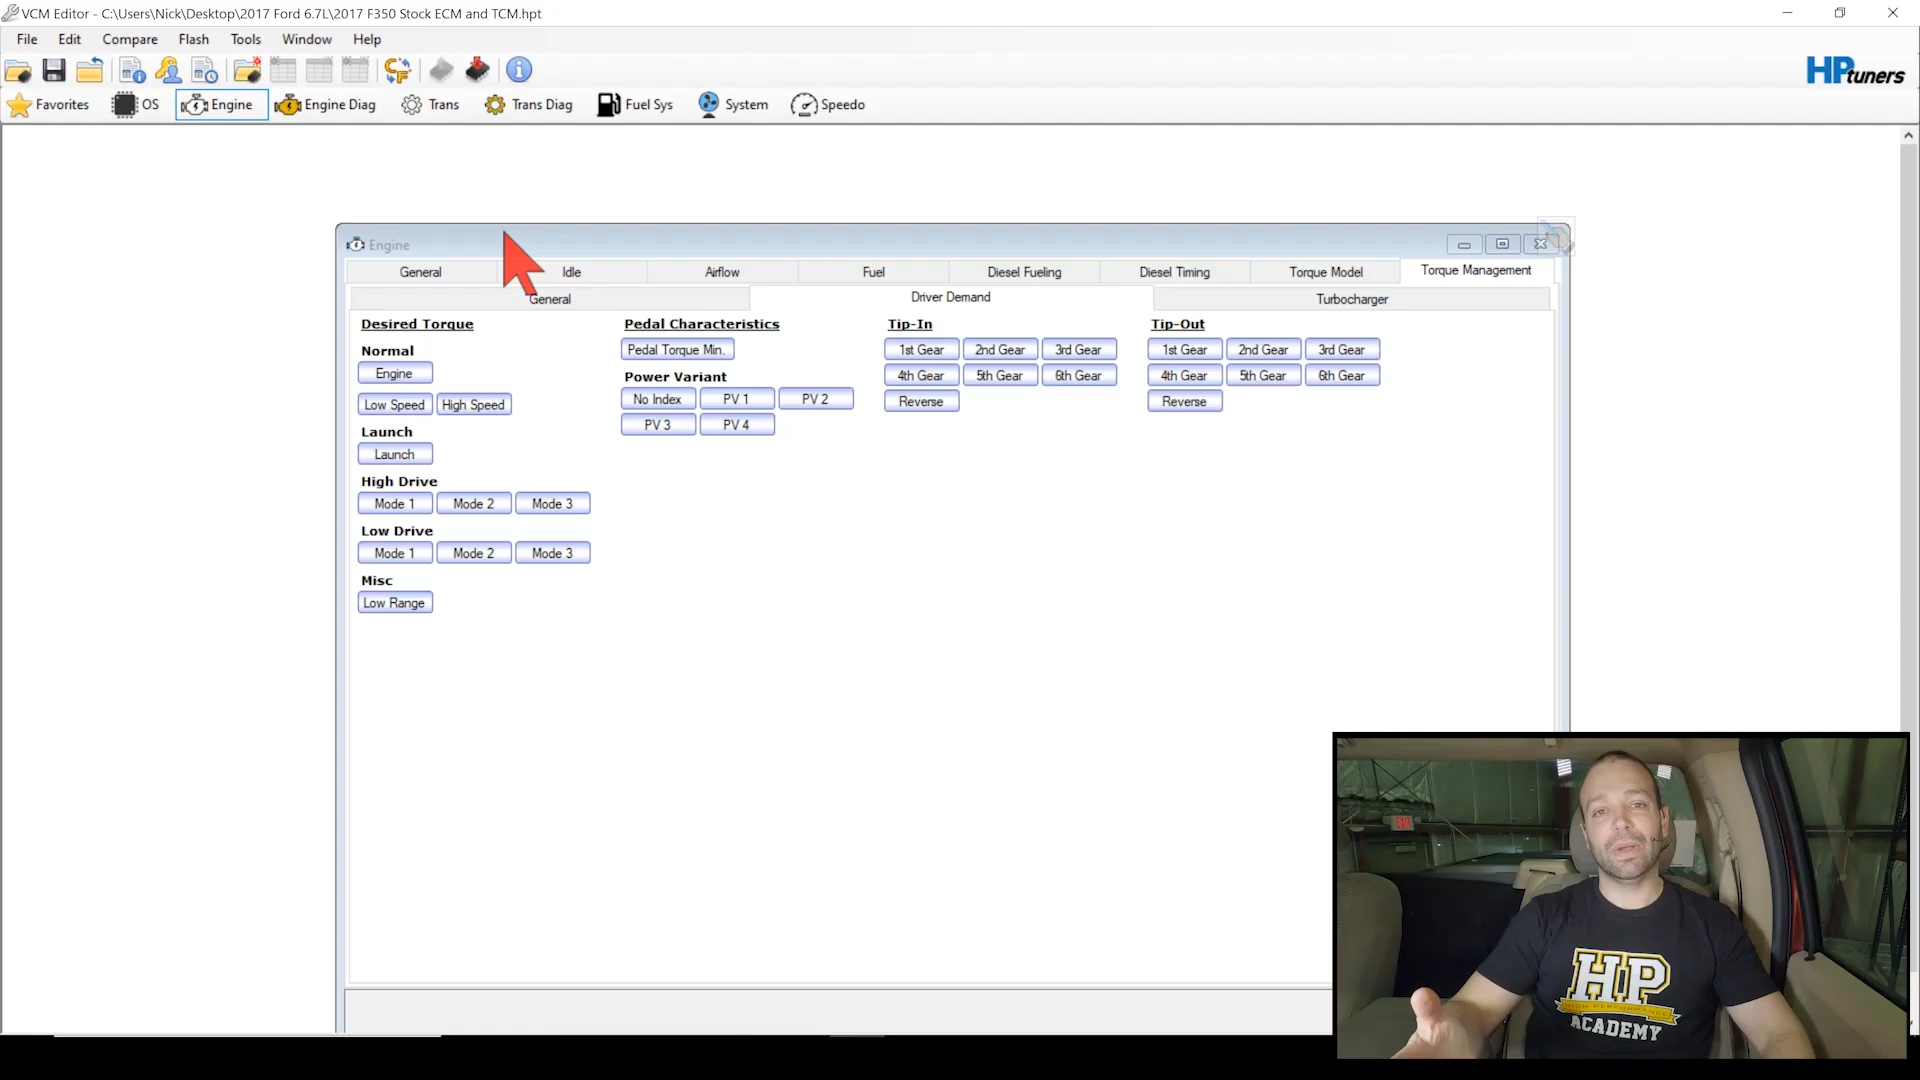 VCM Editor - C:\Users\Nick\Desktop\2017 Ford 6.7L\2017 F350 Stock ECM and TCM.hpt
File Edit Compare Flash Tools Window Help
HPtuners
Favorites OS Engine Engine Diag Trans Trans Diag Fuel Sys System Speedo
Engine
General Idle Airflow Fuel Diesel Fueling Diesel Timing Torque Model Torque Management
General Driver Demand Turbocharger
Desired Torque Pedal Characteristics Tip-In Tip-Out
Normal Pedal Torque Min. 1st Gear 2nd Gear 3rd Gear 1st Gear 2nd Gear 3rd Gear
Engine Power Variant 4th Gear 5th Gear 6th Gear 4th Gear 5th Gear 6th Gear
Low Speed High Speed No Index PV 1 PV 2 Reverse Reverse
Launch PV 3 PV 4
Launch
High Drive
Mode 1 Mode 2 Mode 3
Low Drive
Mode 1 Mode 2 Mode 3
Misc
Low Range
EXIT
HP
HIGH PERFORMANCE
ACADEMY